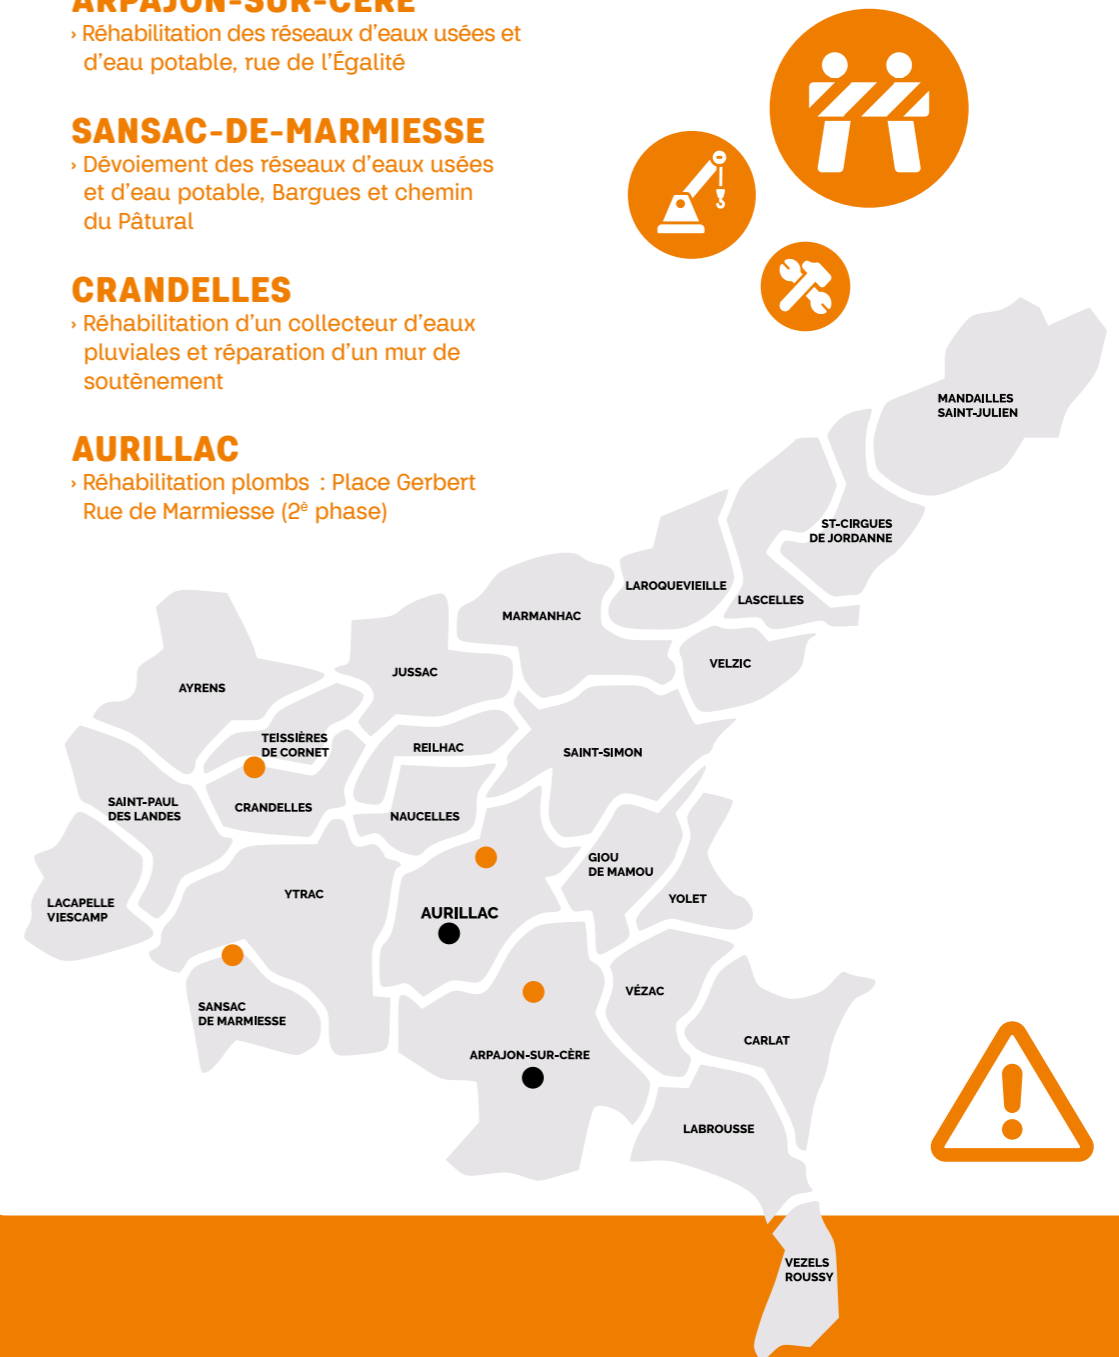 ARPAJON-SUR-CÈRE
› Réhabilitation des réseaux d’eaux usées et
d’eau potable, rue de l’Égalité
SANSAC-DE-MARMIESSE
› Dévoiement des réseaux d’eaux usées
et d’eau potable, Bargues et chemin
du Pâtural
CRANDELLES
› Réhabilitation d’un collecteur d’eaux
pluviales et réparation d’un mur de
soutènement
AURILLAC
› Réhabilitation plombs : Place Gerbert
Rue de Marmiesse (2è phase)
MANDAILLES
SAINT-JULIEN
ST-CIRGUES
DE JORDANNE
LAROQUEVIEILLE
LASCELLES
MARMANHAC
VELZIC
JUSSAC
AYRENS
TEISSIÈRES
DE CORNET
REILHAC
SAINT-SIMON
SAINT-PAUL
DES LANDES
CRANDELLES
NAUCELLES
GIOU
DE MAMOU
YTRAC
YOLET
LACAPELLE
VIESCAMP
AURILLAC
VÉZAC
SANSAC
DE MARMIESSE
CARLAT
ARPAJON-SUR-CÈRE
LABROUSSE
VEZELS
ROUSSY